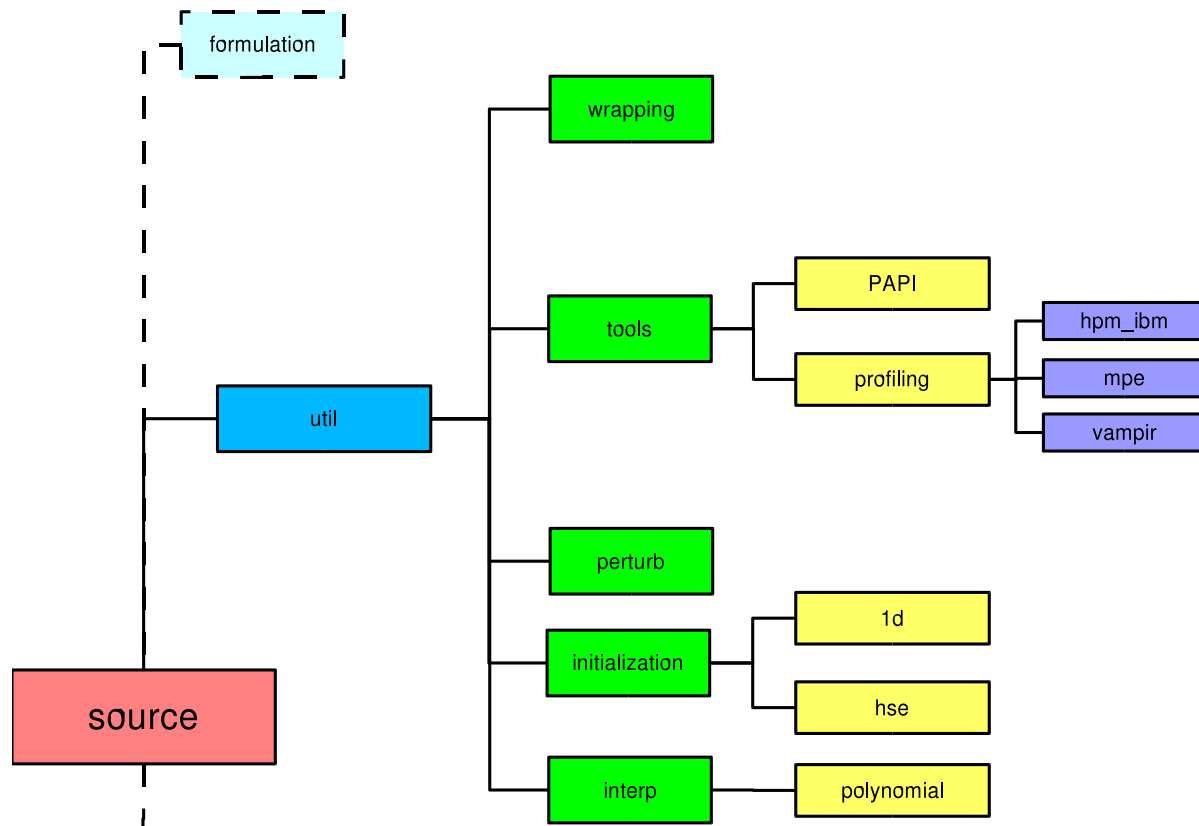 formulation
wrapping
PAPI
tools
hpm_ibm
profiling
mpe
util
vampir
perturb
1d
initialization
source
hse
interp
polynomial